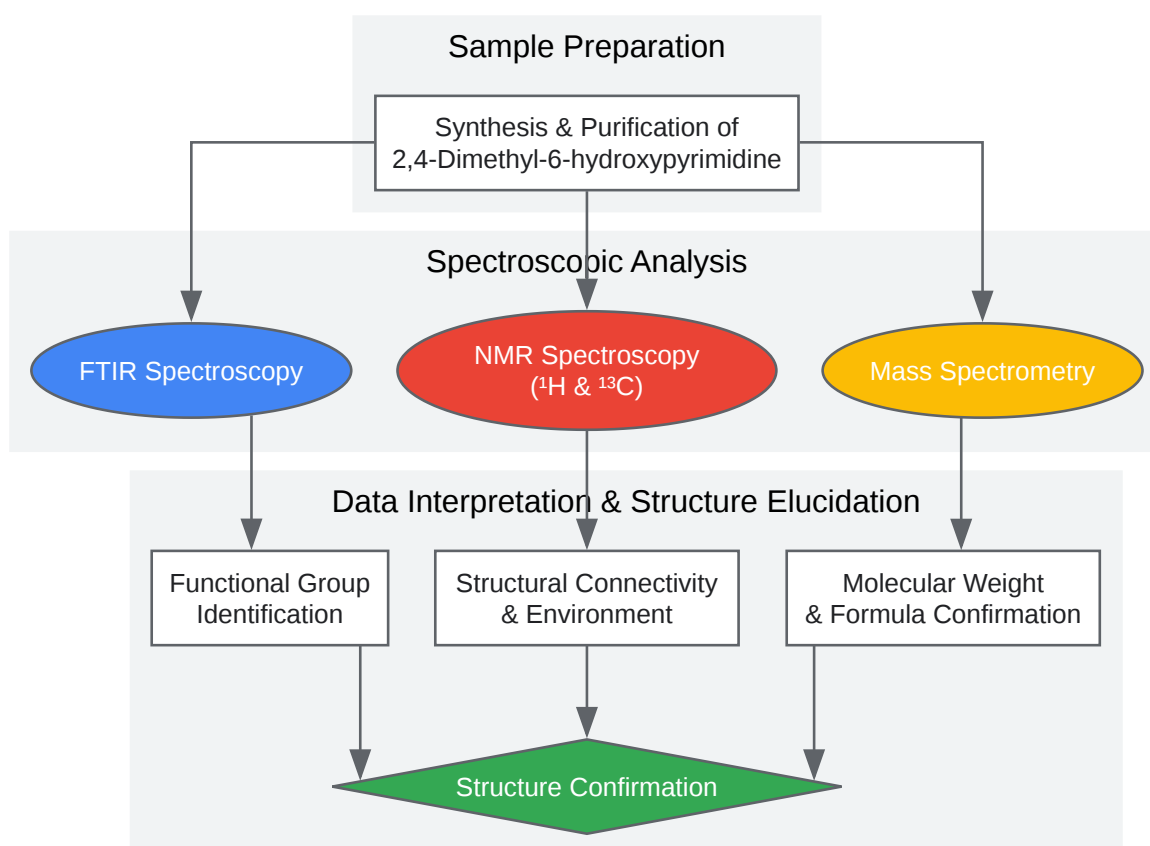 Sample Preparation
Synthesis & Purification of
2,4-Dimethyl-6-hydroxypyrimidine
Spectroscopic Analysis
FTIR Spectroscopy
NMR Spectroscopy
(¹H & ¹³C)
Mass Spectrometry
Data Interpretation & Structure Elucidation
Functional Group
Identification
Structural Connectivity
& Environment
Molecular Weight
& Formula Confirmation
Structure Confirmation